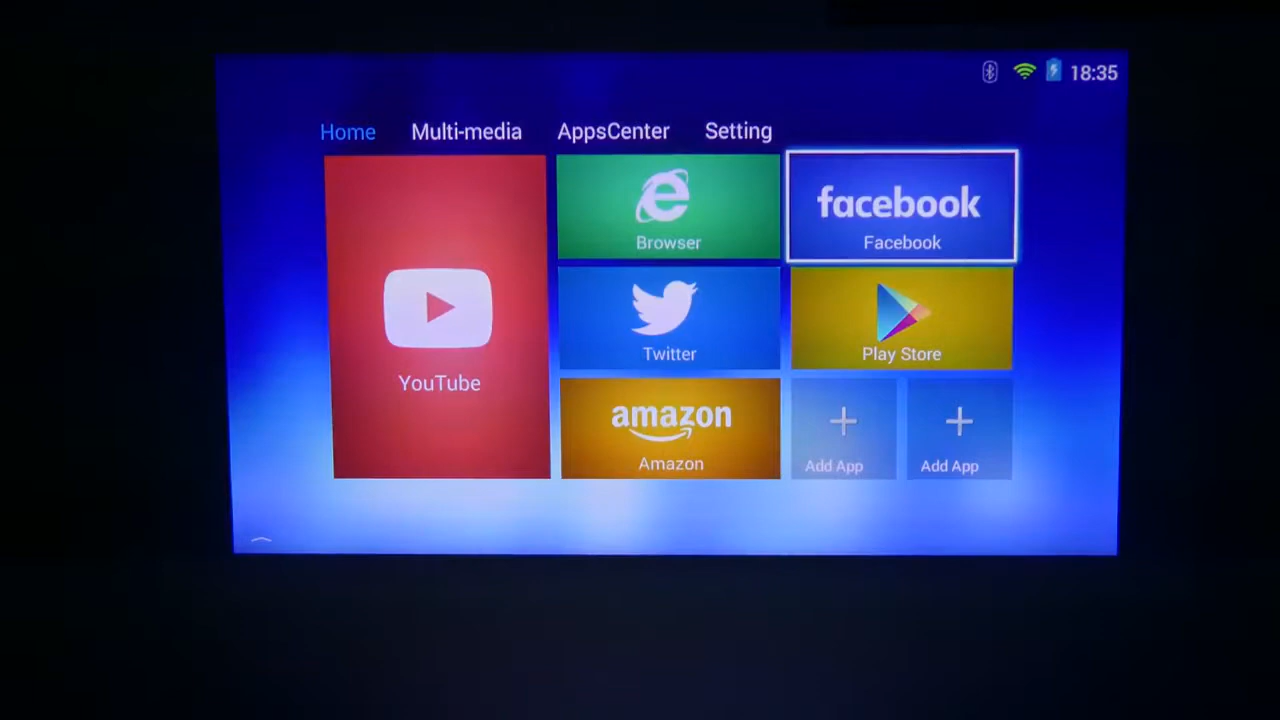 18:35
Home Multi-media AppsCenter Setting
YouTube
Browser
facebook
Facebook
Twitter
Play Store
amazon
Amazon
Add App
Add App